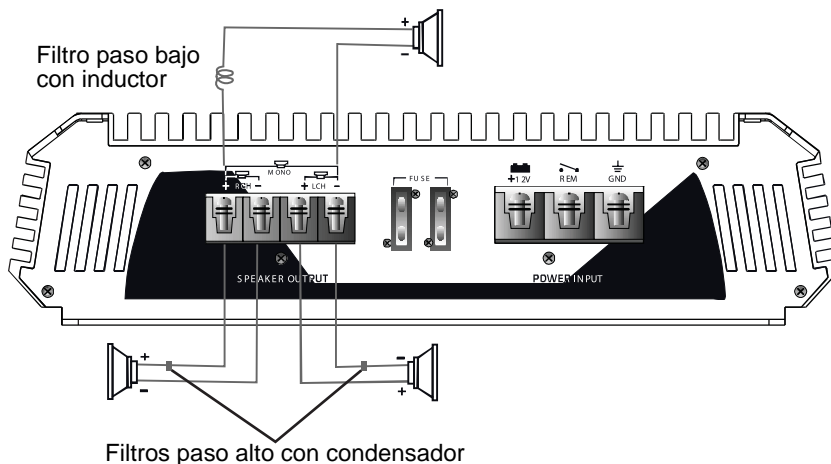 +
−
Filtro paso bajo
con inductor
MONO
+ RCH − + LCH −
FUSE
+12V REM GND
SPEAKER OUTPUT
POWER INPUT
+
−
−
+
Filtros paso alto con condensador